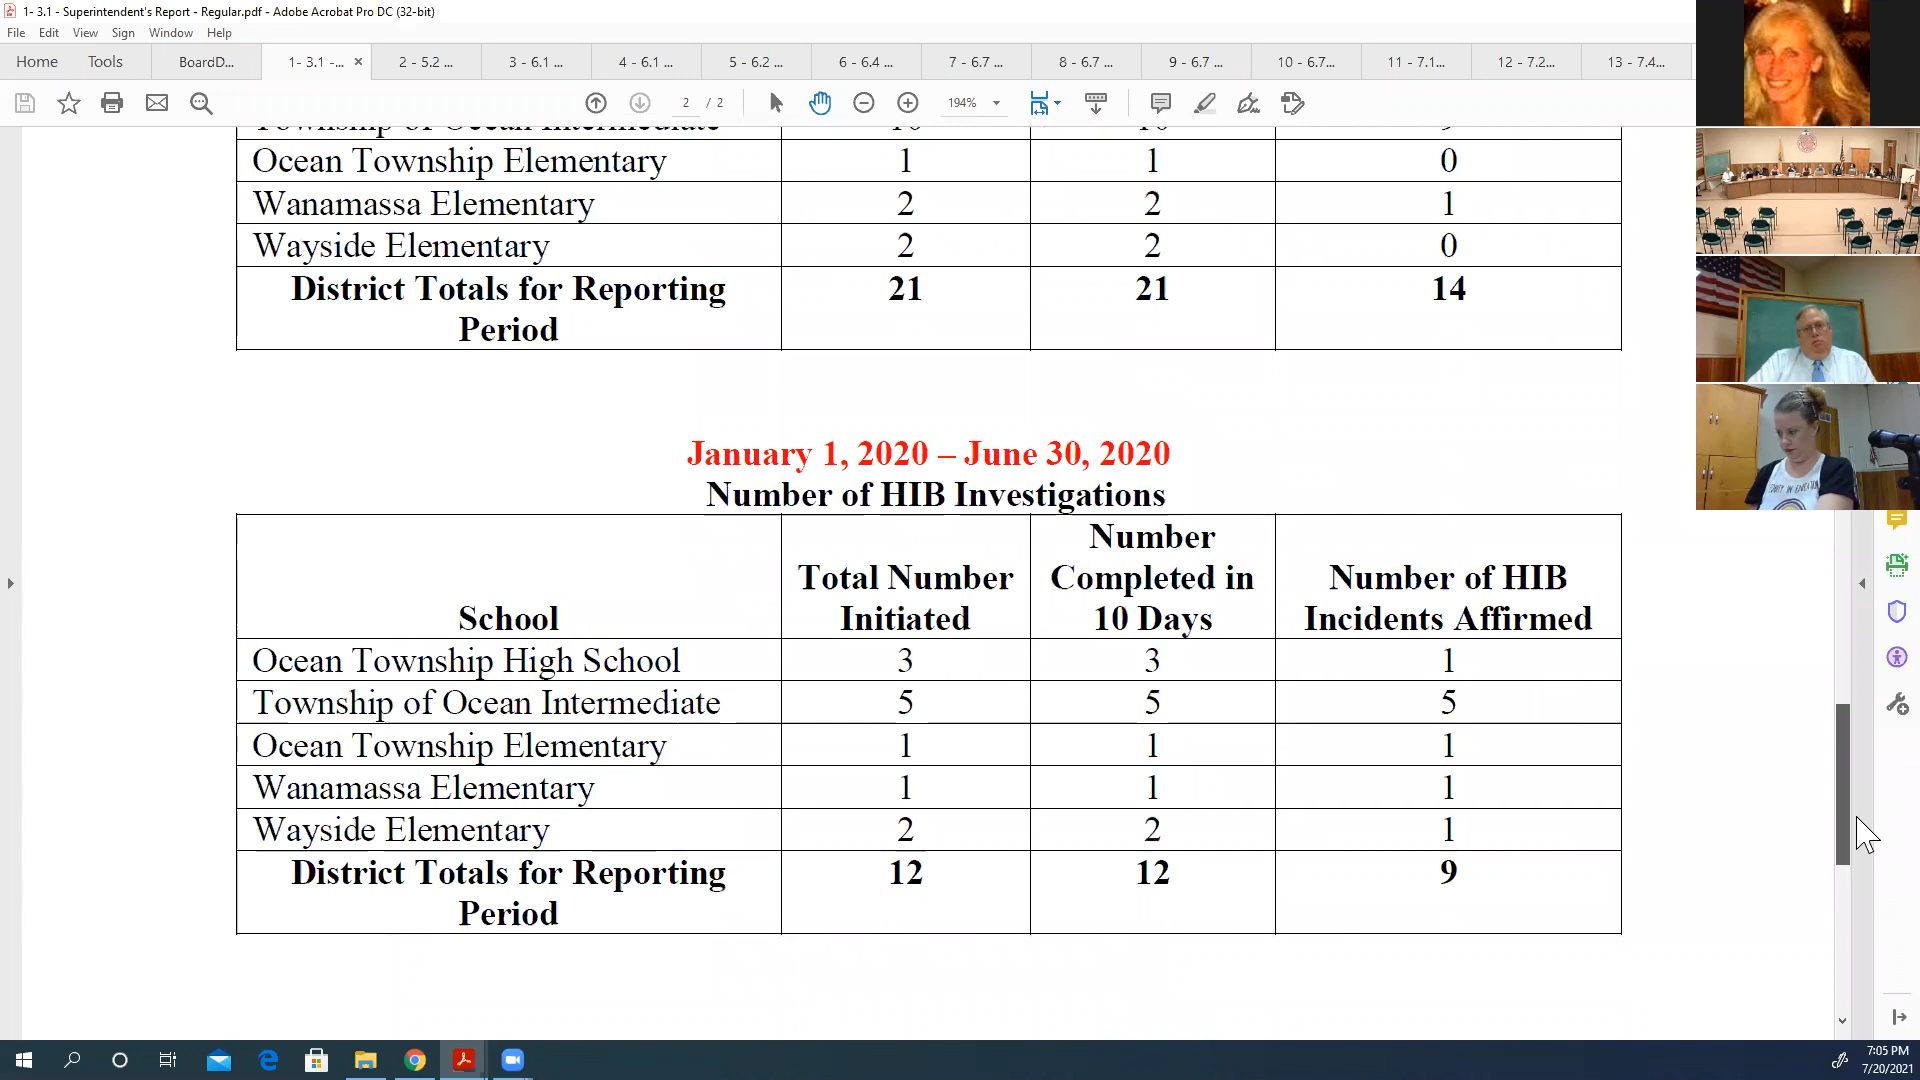 1- 3.1 - Superintendent's Report - Regular.pdf - Adobe Acrobat Pro DC (32-bit)
File Edit View Sign Window Help
Home Tools BoardD... 1- 3.1 -... × 2 - 5.2 ... 3 - 6.1 ... 4 - 6.1 ... 5 - 6.2 ... 6 - 6.4 ... 7 - 6.7 ... 8 - 6.7 ... 9 - 6.7 ... 10 - 6.7... 11 - 7.1... 12 - 7.2... 13 - 7.4...
2 / 2 194%
Township of Ocean Intermediate 10 10 9
Ocean Township Elementary 1 1 0
Wanamassa Elementary 2 2 1
Wayside Elementary 2 2 0
District Totals for Reporting 21 21 14
Period
January 1, 2020 – June 30, 2020
Number of HIB Investigations
Number
Total Number Completed in Number of HIB
School Initiated 10 Days Incidents Affirmed
Ocean Township High School 3 3 1
Township of Ocean Intermediate 5 5 5
Ocean Township Elementary 1 1 1
Wanamassa Elementary 1 1 1
Wayside Elementary 2 2 1
District Totals for Reporting 12 12 9
Period
7:05 PM
7/20/2021